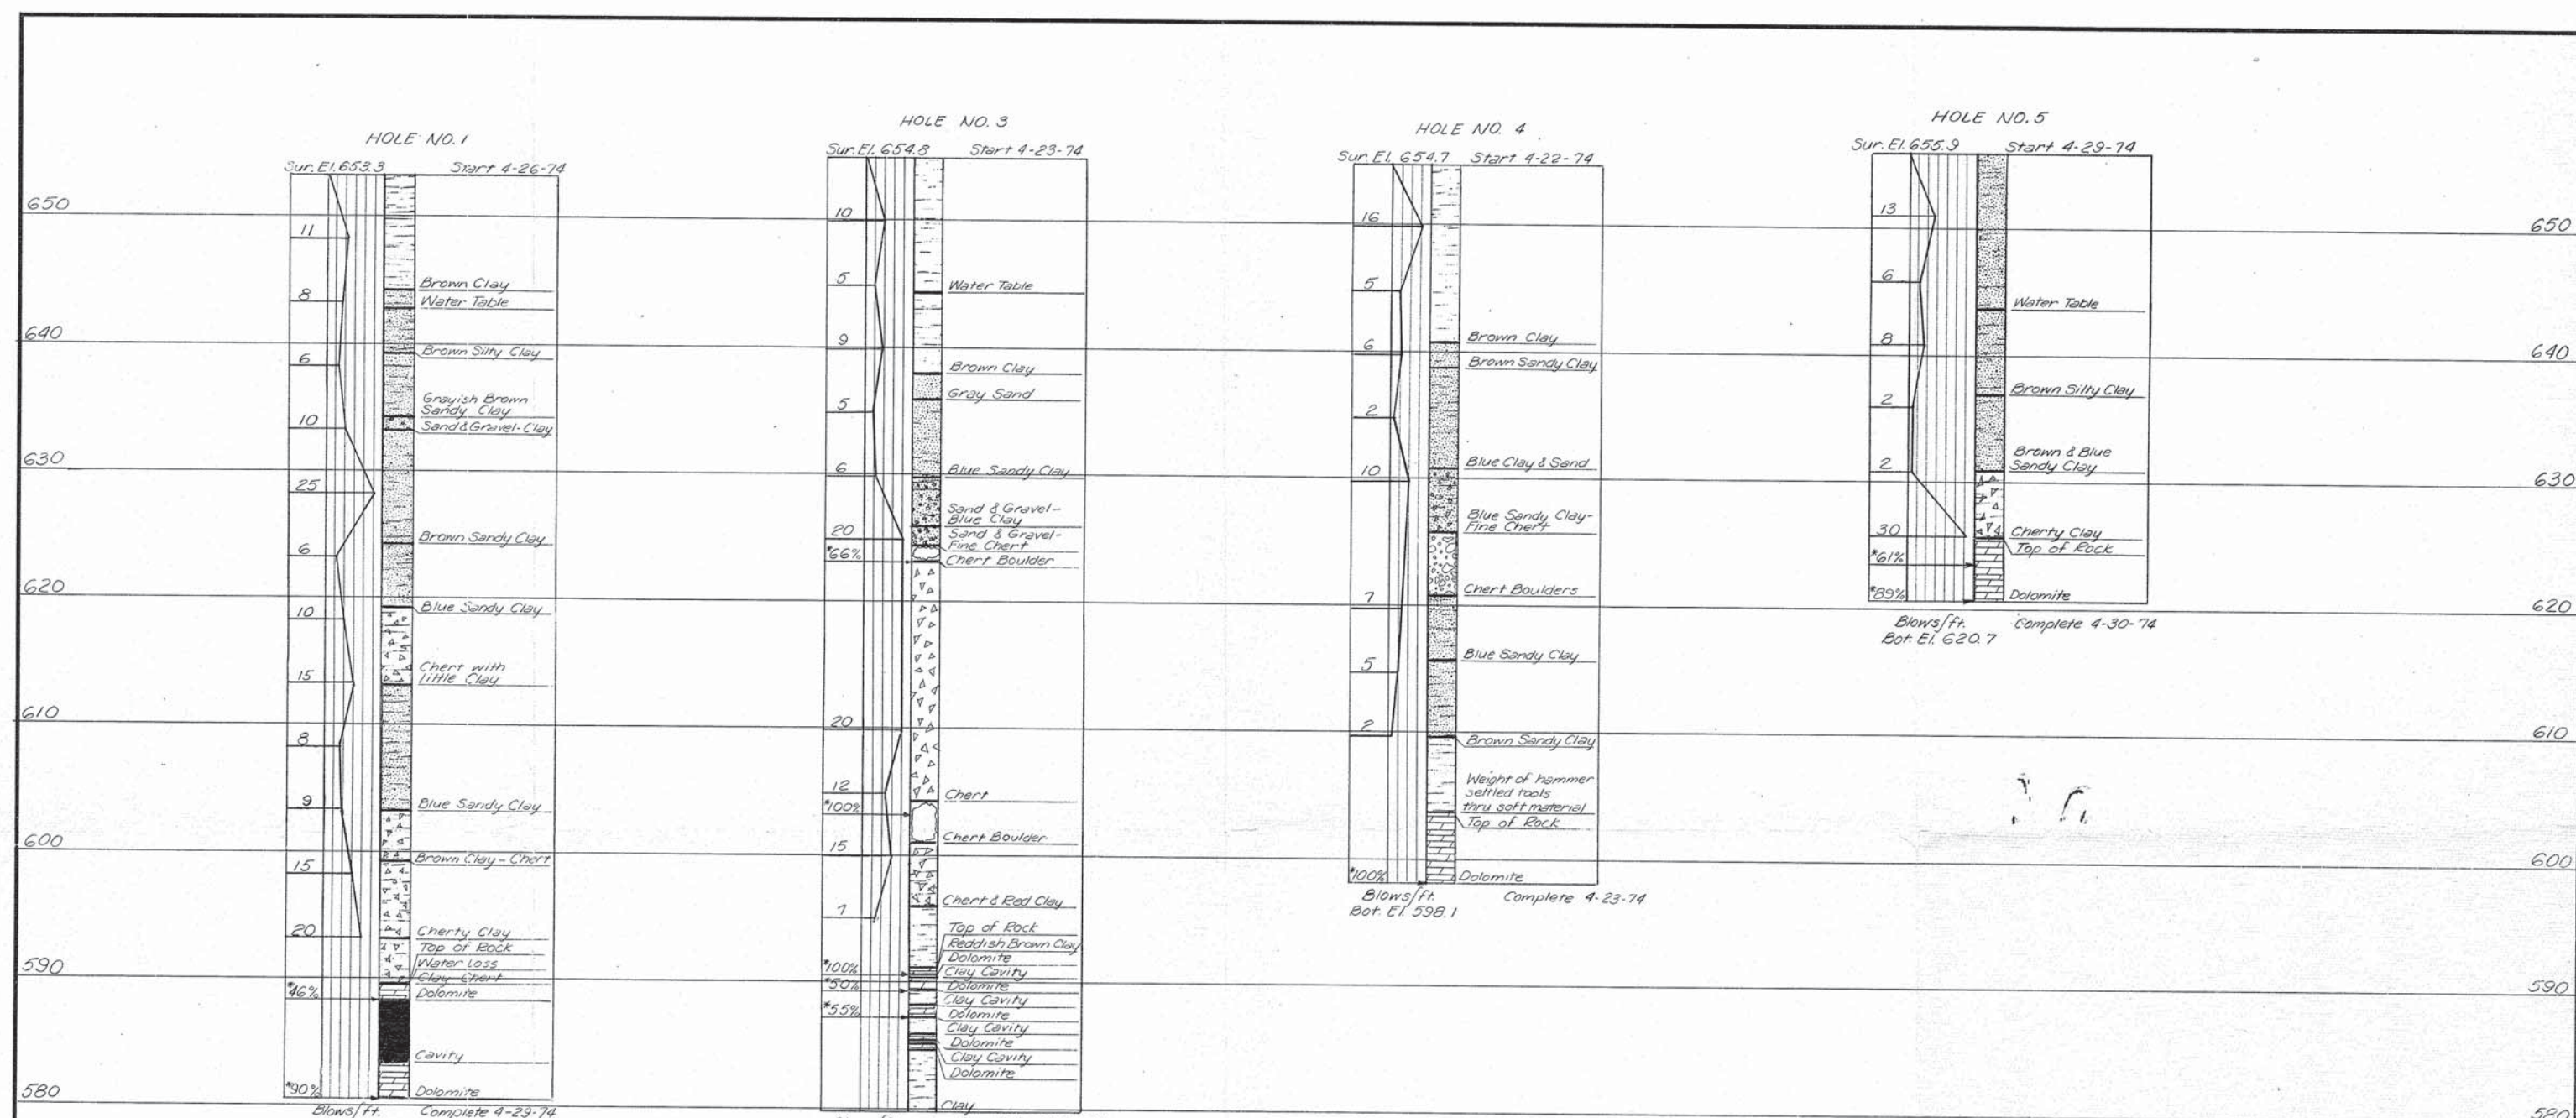 HOLE NO. 1
Sur. El. 653.3 Start 4-26-74
650
11
Brown Clay
8
Water Table
640
Brown Silty Clay
6
Grayish Brown
Sandy Clay
10
Sand & Gravel-Clay
630
25
Brown Sandy Clay
6
620
Blue Sandy Clay
10
Chert with
little Clay
15
610
8
9
Blue Sandy Clay
600
Brown Clay-Chert
15
20
Cherty Clay
Top of Rock
Water Loss
590
Clay Chert
*46%
Dolomite
Cavity
*90%
Dolomite
580
Blows/ft. Complete 4-29-74
HOLE NO. 3
Sur. El. 654.8 Start 4-23-74
10
5
Water Table
9
Brown Clay
Gray Sand
5
6
Blue Sandy Clay
Sand & Gravel-
Blue Clay
20
Sand & Gravel-
Fine Chert
*66%
Chert Boulder
20
12
Chert
*100%
Chert Boulder
15
Chert & Red Clay
7
Top of Rock
Reddish Brown Clay
Dolomite
*100%
Clay Cavity
*50%
Dolomite
Clay Cavity
*55%
Dolomite
Clay Cavity
Dolomite
Clay Cavity
Dolomite
Clay
HOLE NO. 4
Sur. El. 654.7 Start 4-22-74
16
5
Brown Clay
6
Brown Sandy Clay
2
Blue Clay & Sand
10
Blue Sandy Clay-
Fine Chert
Chert Boulders
7
Blue Sandy Clay
5
2
Brown Sandy Clay
Weight of hammer
settled tools
thru soft material
Top of Rock
*100%
Dolomite
Blows/ft. Complete 4-23-74
Bot. El. 598.1
HOLE NO. 5
Sur. El. 655.9 Start 4-29-74
13
6
Water Table
8
Brown Silty Clay
2
Brown & Blue
Sandy Clay
2
30
Cherty Clay
Top of Rock
*61%
*89%
Dolomite
Blows/ft. Complete 4-30-74
Bot. El. 620.7
650
640
630
620
610
600
590
580